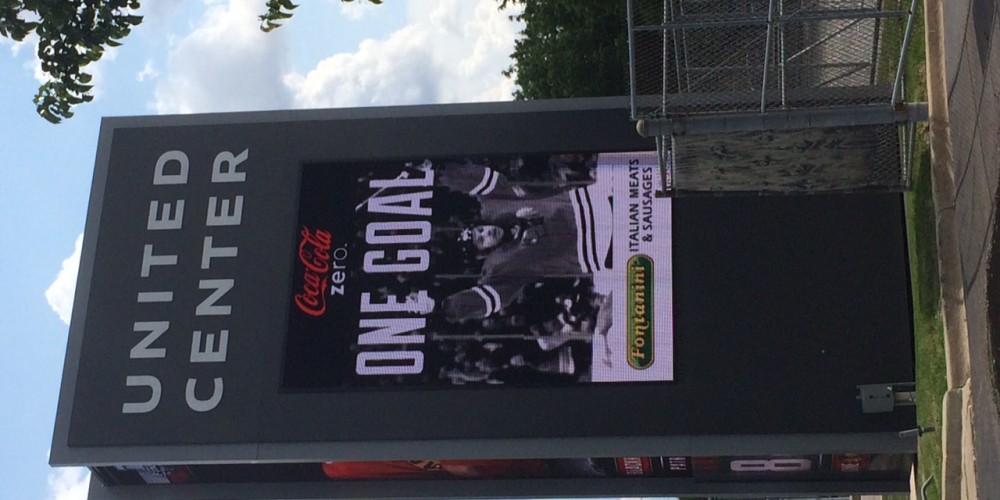 UNITED
CENTER
Coca-Cola
zero.
ONE GOAL
Fontanini
ITALIAN MEATS
& SAUSAGES